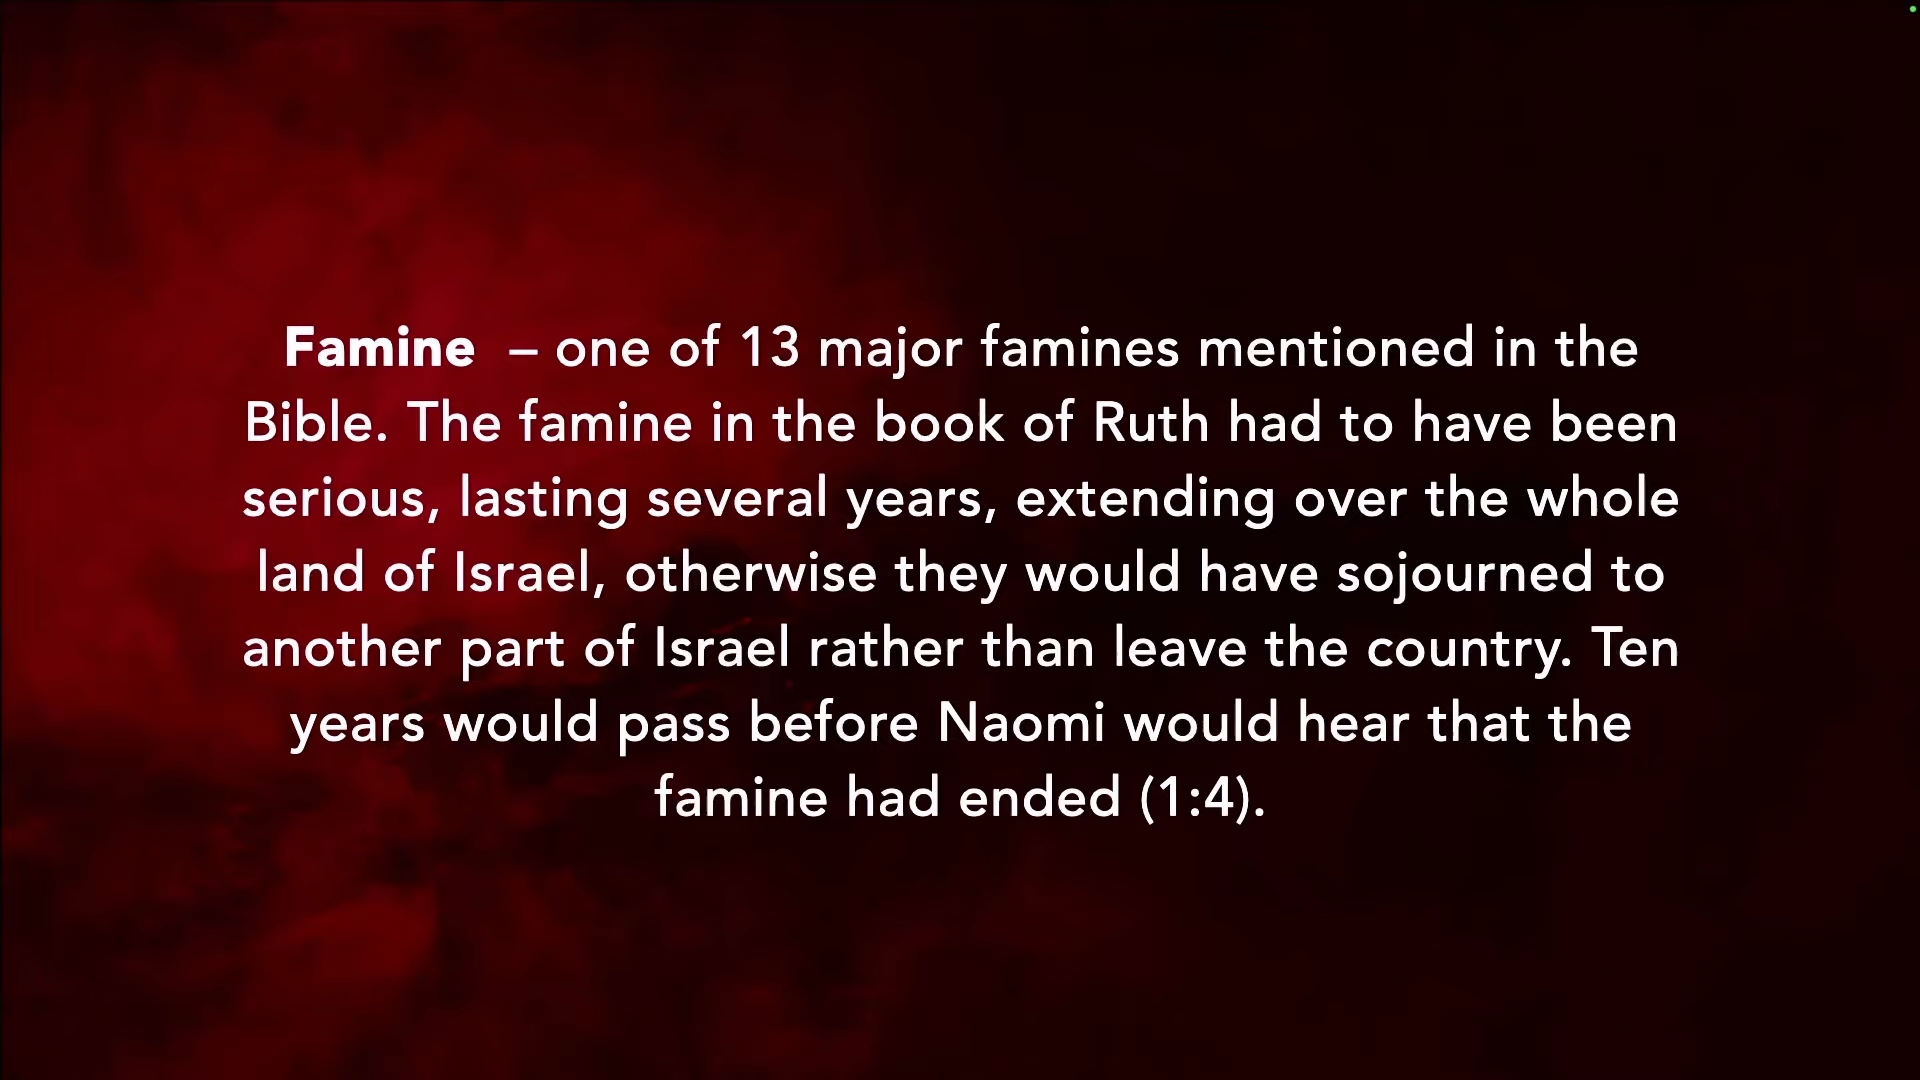 Famine – one of 13 major famines mentioned in the
Bible. The famine in the book of Ruth had to have been
serious, lasting several years, extending over the whole
land of Israel, otherwise they would have sojourned to
another part of Israel rather than leave the country. Ten
years would pass before Naomi would hear that the
famine had ended (1:4).